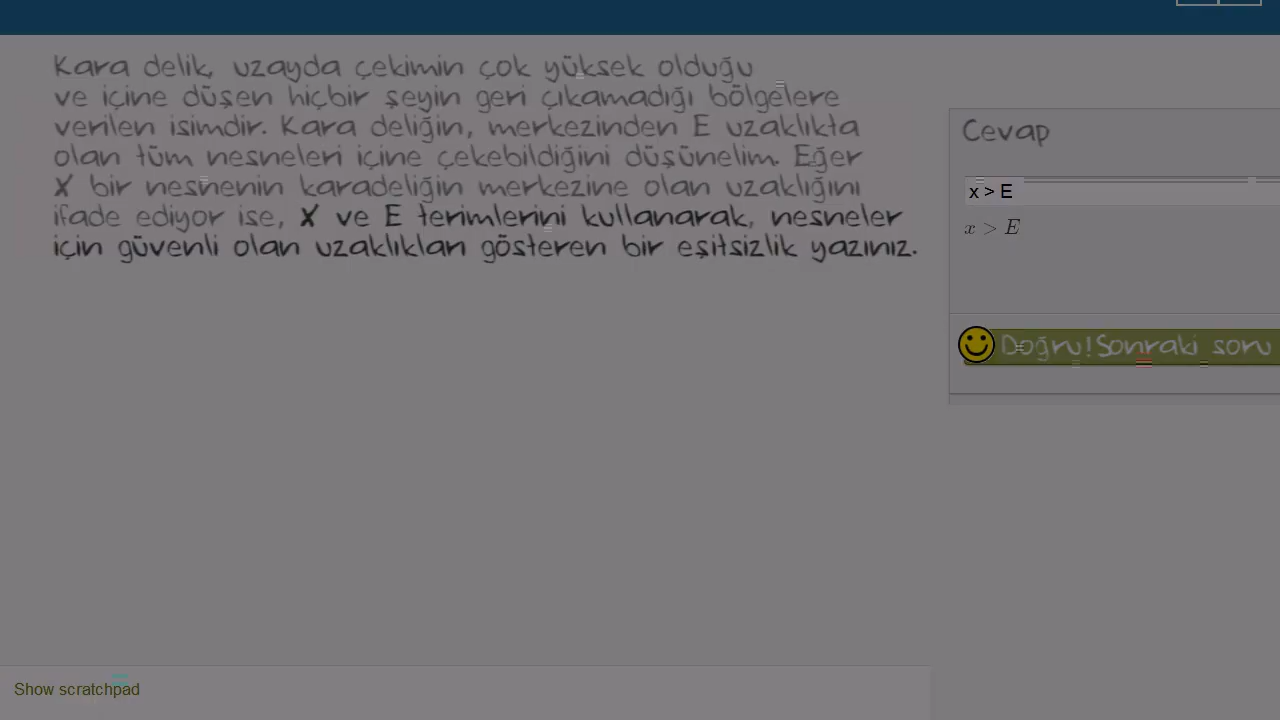 Kara delik, uzayda çekimin çok yüksek olduğu
ve içine düşen hiçbir şeyin geri çıkamadığı bölgelere
verilen isimdir. Kara deliğin, merkezinden E uzaklıkta
olan tüm nesneleri içine çekebildiğini düşünelim. Eğer
X bir nesnenin karadeliğin merkezine olan uzaklığını
ifade ediyor ise, X ve E terimlerini kullanarak, nesneler
için güvenli olan uzaklıkları gösteren bir eşitsizlik yazınız.
Cevap
x > E
x > E
Doğru!Sonraki soru
Show scratchpad